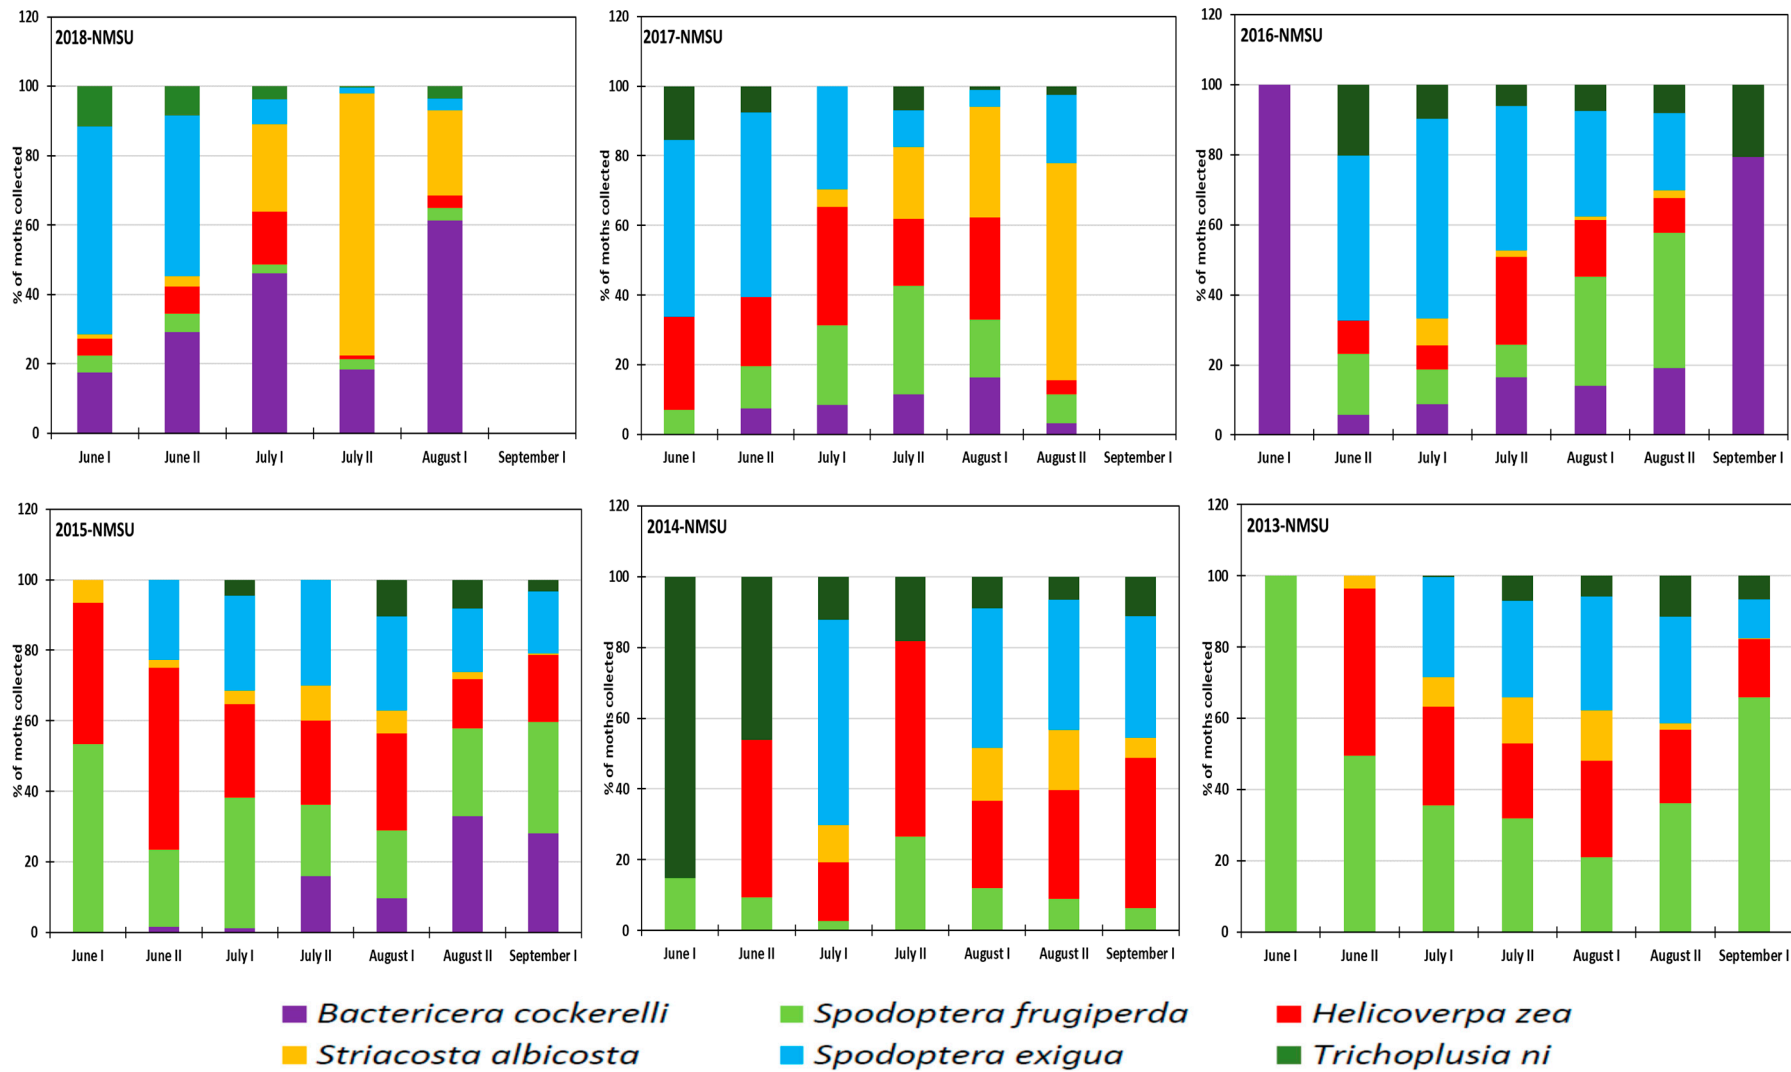 2018-NMSU
% of moths collected
120
100
80
60
40
20
0
June I June II July I July II August I September I
2017-NMSU
% of moths collected
120
100
80
60
40
20
0
June I June II July I July II August I August II September I
2016-NMSU
% of moths collected
120
100
80
60
40
20
0
June I June II July I July II August I August II September I
2015-NMSU
% of moths collected
120
100
80
60
40
20
0
June I June II July I July II August I August II September I
2014-NMSU
% of moths collected
120
100
80
60
40
20
0
June I June II July I July II August I August II September I
2013-NMSU
% of moths collected
120
100
80
60
40
20
0
June I June II July I July II August I August II September I
Bactericera cockerelli Spodoptera frugiperda Helicoverpa zea
Striacosta albicosta Spodoptera exigua Trichoplusia ni